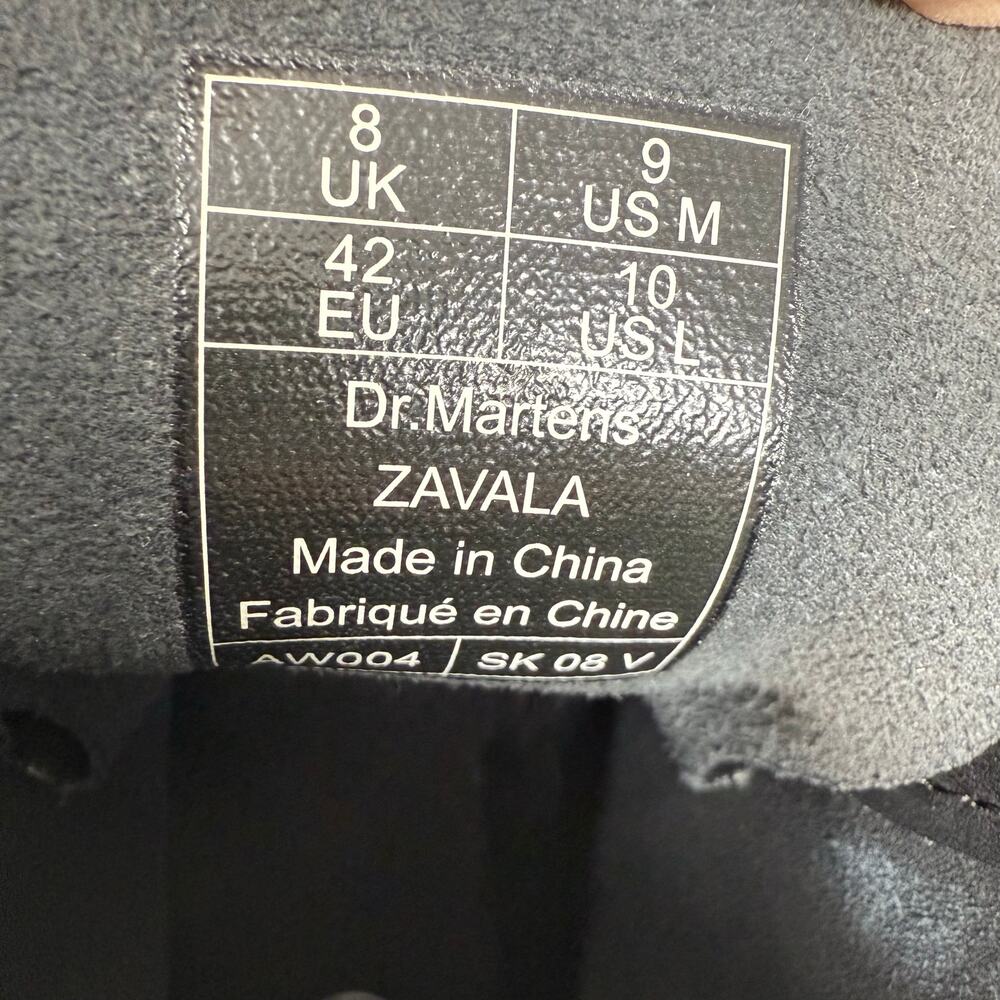 8
UK
9
US M
42
EU
10
US L
Dr.Martens
ZAVALA
Made in China
Fabriqué en Chine
AW004
SK 08 V